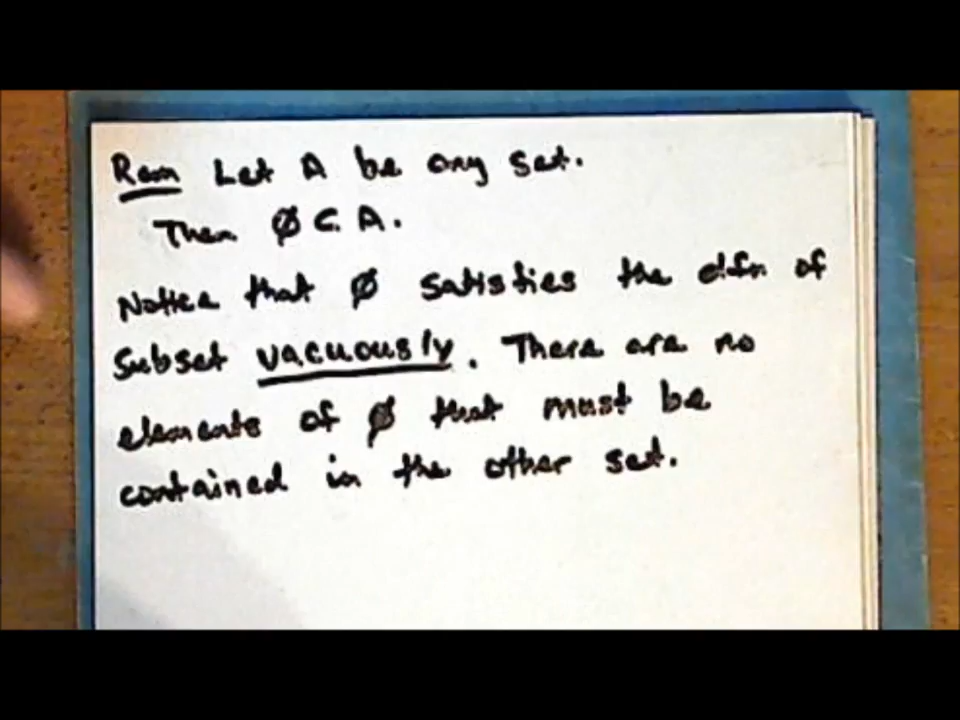 Rem Let A be any set.
Then Ø ⊂ A.
Notice that Ø satisfies the dfn of
subset vacuously. There are no
elements of Ø that must be
contained in the other set.